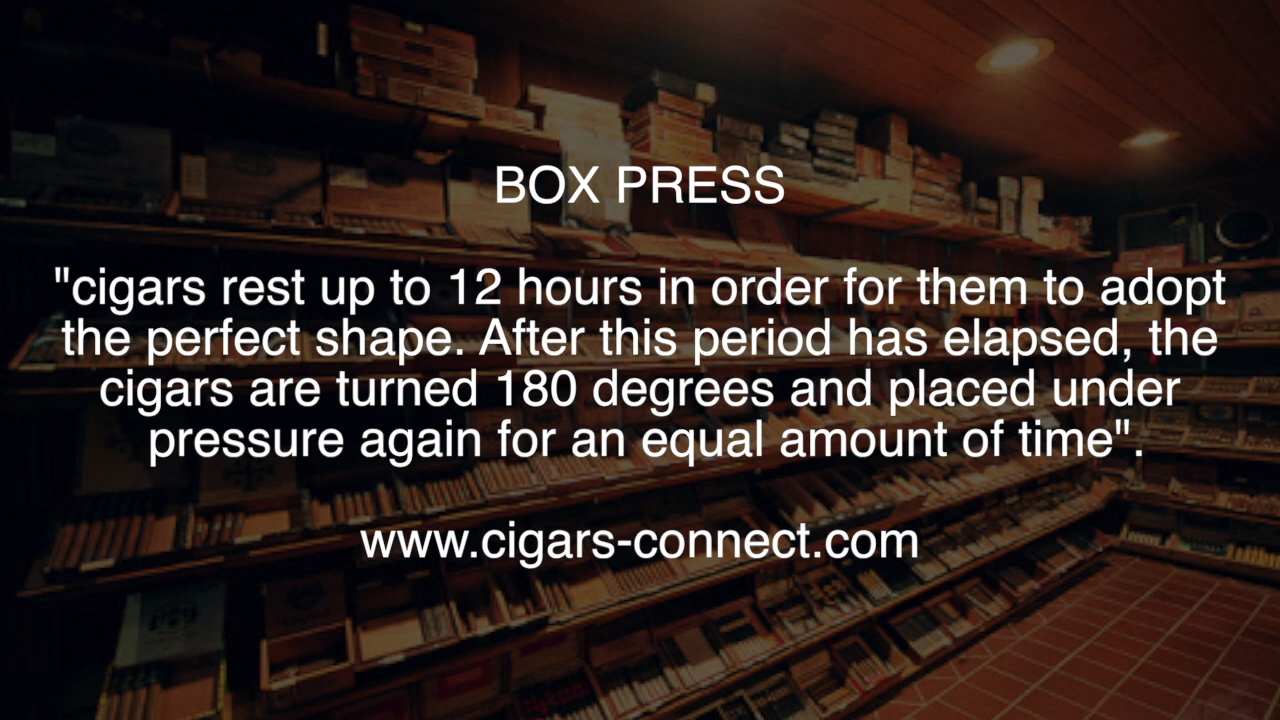 BOX PRESS
"cigars rest up to 12 hours in order for them to adopt
the perfect shape. After this period has elapsed, the
cigars are turned 180 degrees and placed under
pressure again for an equal amount of time".
www.cigars-connect.com